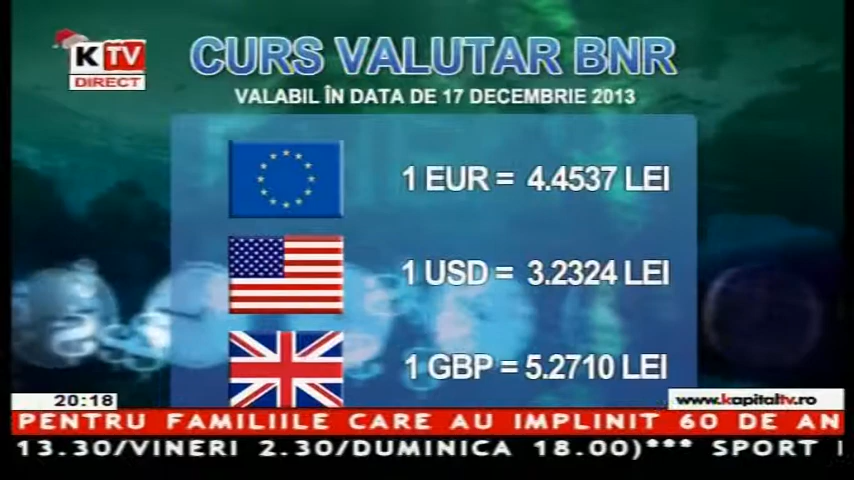 KTV
DIRECT
CURS VALUTAR BNR
VALABIL ÎN DATA DE 17 DECEMBRIE 2013
1 EUR = 4.4537 LEI
1 USD = 3.2324 LEI
1 GBP = 5.2710 LEI
20:18
www.kapitaltv.ro
PENTRU FAMILIILE CARE AU IMPLINIT 60 DE AN
13.30/VINERI 2.30/DUMINICA 18.00)*** SPORT